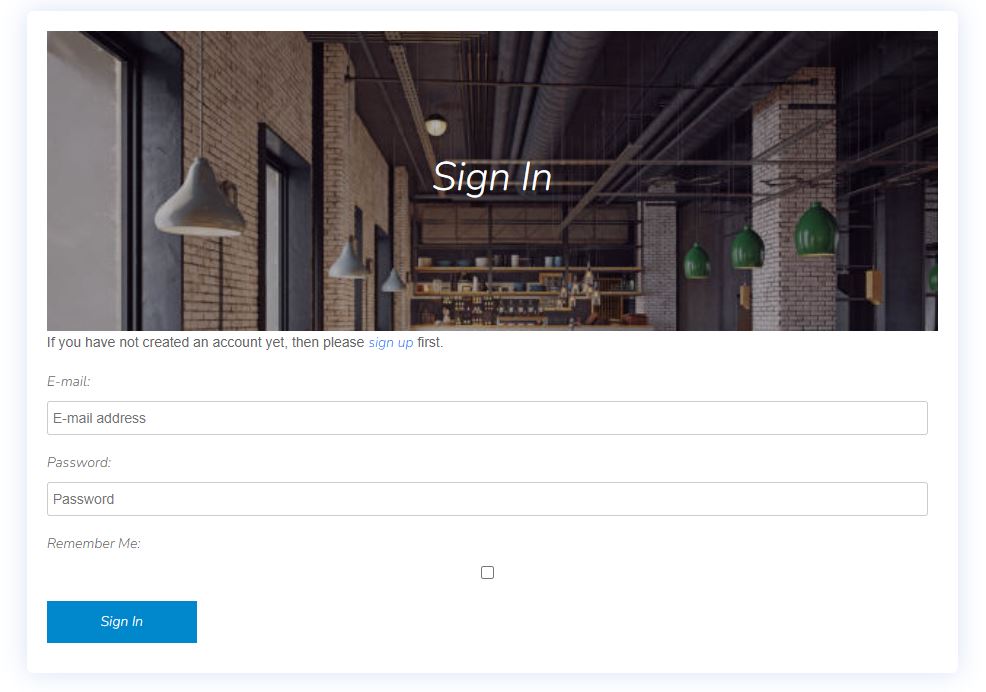 Sign In
If you have not created an account yet, then please sign up first.
E-mail:
E-mail address
Password:
Password
Remember Me:
Sign In